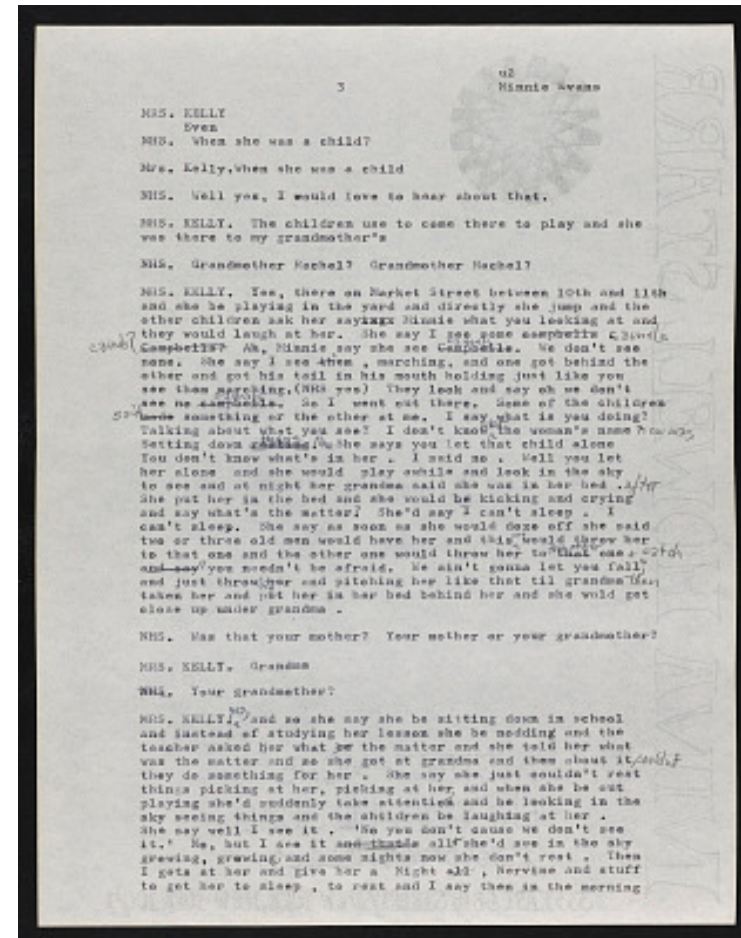 u2
3 Minnie Evans
MRS. KELLY
Even
NHS. When she was a child?
Mrs. Kelly.When she was a child
NHS. Well yes, I would love to hear about that.
MRS. KELLY. The children use to come there to play and she
was there to my grandmother's
NHS. Grandmother Rachel? Grandmother Rachel?
MRS. KELLY. Yes, there on Market Street between 10th and 11th
and she be playing in the yard and directly she jump and the
other children ask her saying Minnie what you looking at and
they would laugh at her. She say I see some campbells
Campbells? Ah, Minnie say she see Campbells. We don't see
none. She say I see them , marching, and one got behind the
other and got his tail in his mouth holding just like you
see them marching.(NHS yes) They look and say oh we don't
see no campbells. So I went out there. Some of the children
something or the other at me. I say what is you doing?
Talking about what you see? I don't know the woman's name
Setting down She says you let that child alone
You don't know what's in her . I said no . Well you let
her alone and she would play awhile and look in the sky
to see and at night her grandma said she was in her bed .
She put her in the bed and she would be kicking and crying
and say what's the matter? She'd say I can't sleep . I
can't sleep. She say as soon as she would doze off she said
two or three old men would have her and this would throw her
to that one and the other one would throw her to that one
and say you needn't be afraid. We ain't gonna let you fall
and just throw her and pitching her like that til grandma
taken her and put her in her bed behind her and she wold get
close up under grandma .
NHS. Was that your mother? Your mother or your grandmother?
MRS. KELLY. Grandma
NHS. Your grandmother?
MRS. KELLY. and so she say she be sitting down in school
and instead of studying her lesson she be nodding and the
teacher asked her what be the matter and she told her what
was the matter and so she got at grandma and them about it
they do something for her . She say she just couldn't rest
things picking at her, picking at her, and when she be out
playing she'd suddenly take attention and be looking in the
sky seeing things and the children be laughing at her .
She say well I see it . 'No you don't cause we don't see
it." No, but I see it and thats all she'd see in the sky
growing, growing, and some nights now she don't rest . Then
I gets at her and give her a Night all , Nervine and stuff
to get her to sleep , to rest and I say then in the morning